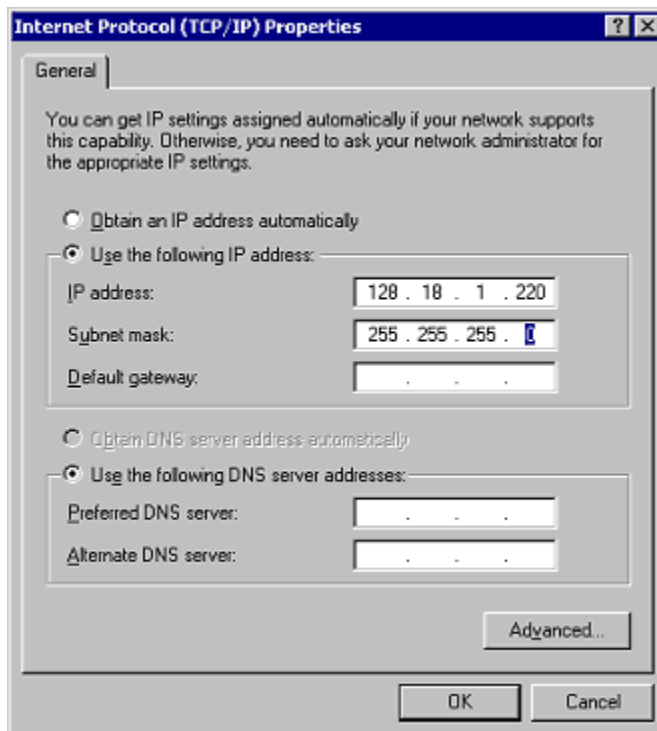 Internet Protocol (TCP/IP) Properties
General
You can get IP settings assigned automatically if your network supports
this capability. Otherwise, you need to ask your network administrator for
the appropriate IP settings.
Obtain an IP address automatically
Use the following IP address:
IP address: 128 . 18 . 1 . 220
Subnet mask: 255 . 255 . 255 . 0
Default gateway: . . .
Obtain DNS server address automatically
Use the following DNS server addresses:
Preferred DNS server: . . .
Alternate DNS server: . . .
Advanced...
OK Cancel